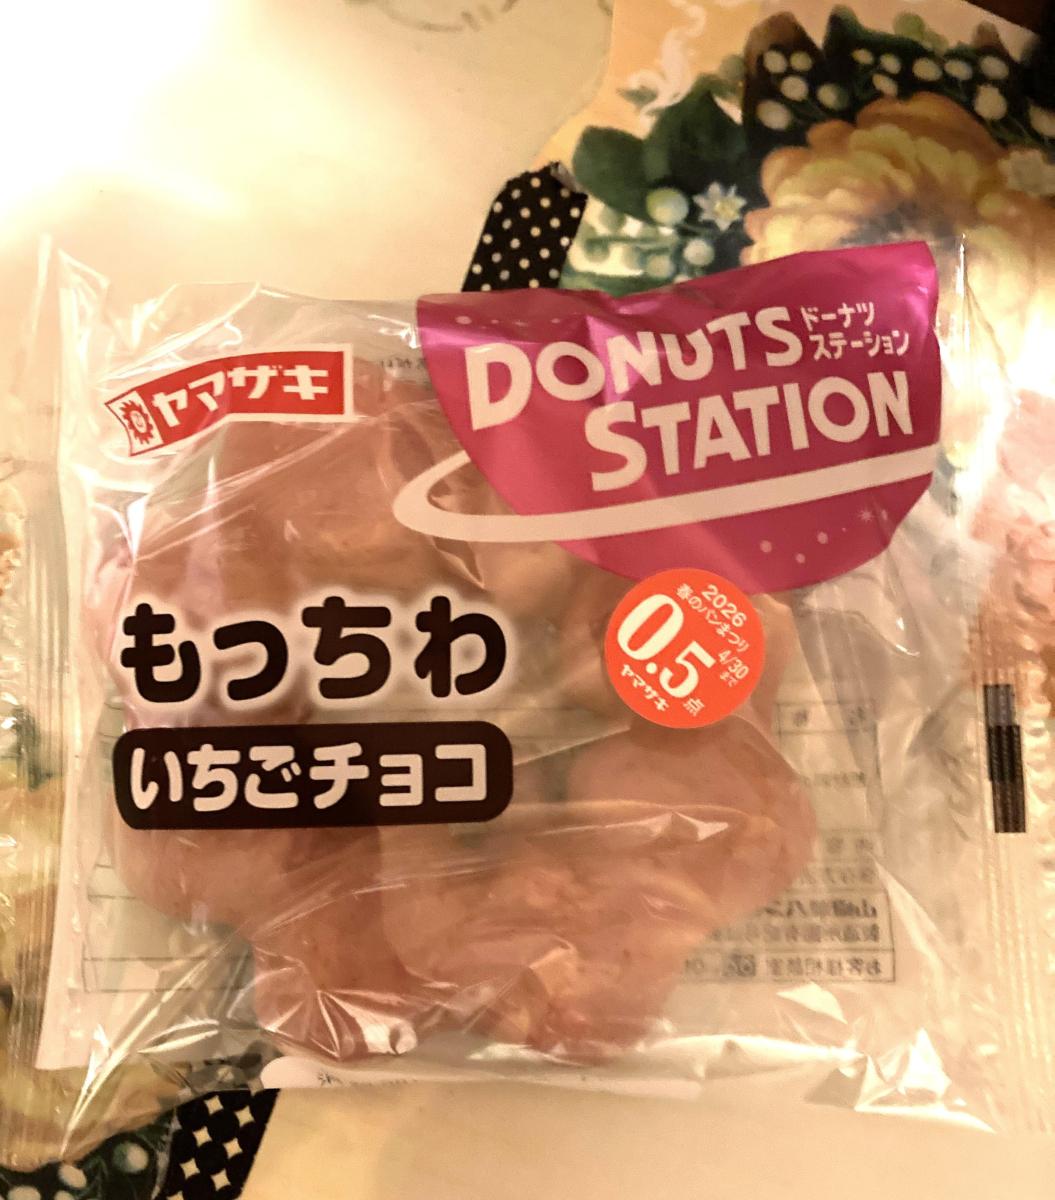 ヤマザキ
DONUTS
ドーナツ
ステーション
STATION
もっちわ
いちごチョコ
2026
春のパンまつり
0.5点
4/30
まで
ヤマザキ